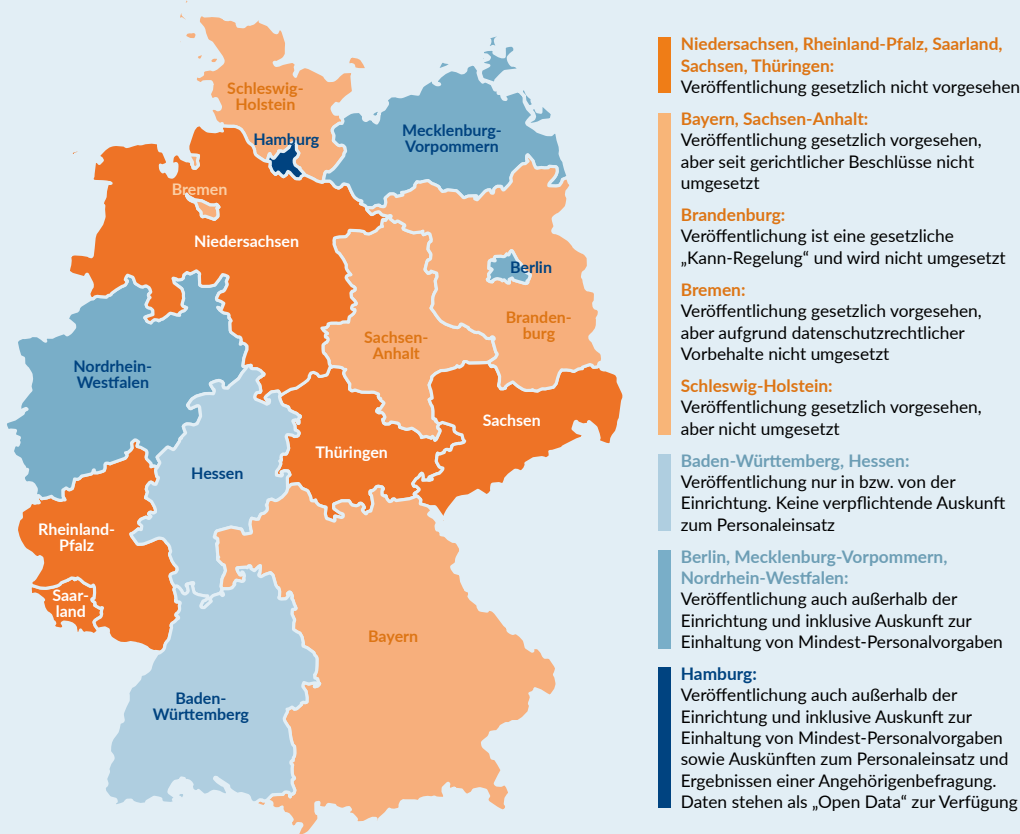 Schleswig-
Holstein
Hamburg
Mecklenburg-
Vorpommern
Bremen
Niedersachsen
Berlin
Branden-
burg
Sachsen-
Anhalt
Nordrhein-
Westfalen
Sachsen
Thüringen
Hessen
Rheinland-
Pfalz
Saar-
land
Bayern
Baden-
Württemberg
Niedersachsen, Rheinland-Pfalz, Saarland,
Sachsen, Thüringen:
Veröffentlichung gesetzlich nicht vorgesehen
Bayern, Sachsen-Anhalt:
Veröffentlichung gesetzlich vorgesehen,
aber seit gerichtlicher Beschlüsse nicht
umgesetzt
Brandenburg:
Veröffentlichung ist eine gesetzliche
„Kann-Regelung“ und wird nicht umgesetzt
Bremen:
Veröffentlichung gesetzlich vorgesehen,
aber aufgrund datenschutzrechtlicher
Vorbehalte nicht umgesetzt
Schleswig-Holstein:
Veröffentlichung gesetzlich vorgesehen,
aber nicht umgesetzt
Baden-Württemberg, Hessen:
Veröffentlichung nur in bzw. von der
Einrichtung. Keine verpflichtende Auskunft
zum Personaleinsatz
Berlin, Mecklenburg-Vorpommern,
Nordrhein-Westfalen:
Veröffentlichung auch außerhalb der
Einrichtung und inklusive Auskunft zur
Einhaltung von Mindest-Personalvorgaben
Hamburg:
Veröffentlichung auch außerhalb der
Einrichtung und inklusive Auskunft zur
Einhaltung von Mindest-Personalvorgaben
sowie Auskünften zum Personaleinsatz und
Ergebnissen einer Angehörigenbefragung.
Daten stehen als „Open Data“ zur Verfügung